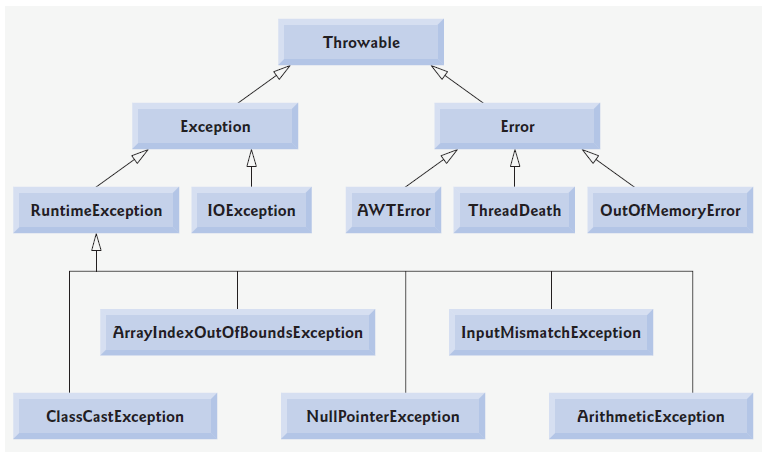 Throwable
Exception
Error
RuntimeException
IOException
AWTError
ThreadDeath
OutOfMemoryError
ArrayIndexOutOfBoundsException
InputMismatchException
ClassCastException
NullPointerException
ArithmeticException